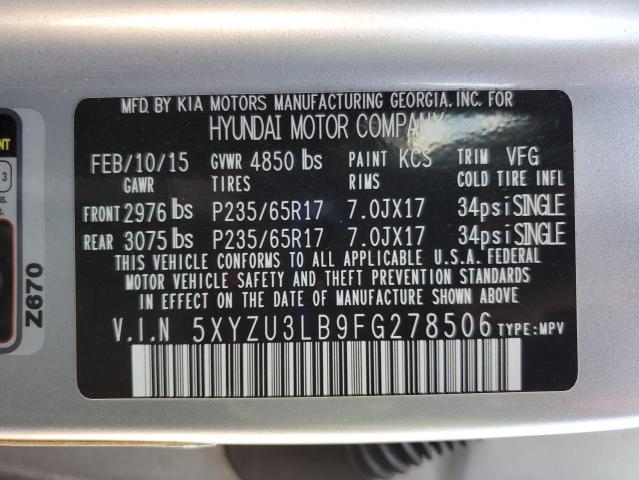 MFD. BY KIA MOTORS MANUFACTURING GEORGIA. INC. FOR
HYUNDAI MOTOR COMPANY
FEB/10/15 GVWR 4850 lbs PAINT KCS TRIM VFG
GAWR TIRES RIMS COLD TIRE INFL
FRONT 2976 lbs P235/65R17 7.0JX17 34psi SINGLE
REAR 3075 lbs P235/65R17 7.0JX17 34psi SINGLE
THIS VEHICLE CONFORMS TO ALL APPLICABLE U.S.A. FEDERAL
MOTOR VEHICLE SAFETY AND THEFT PREVENTION STANDARDS
IN EFFECT ON THE DATE OF MANUFACTURE SHOWN ABOVE.
V.I.N 5XYZU3LB9FG278506 TYPE:MPV
Z670
3